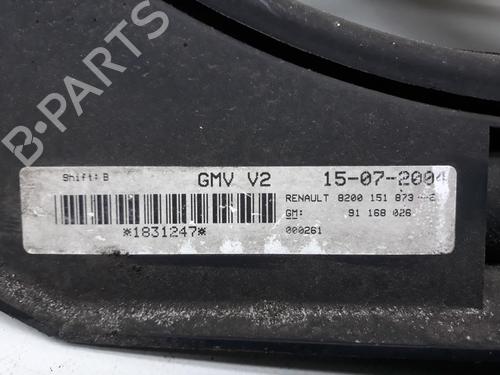 B-PARTS
Shift: B GMV V2 15-07-2004
RENAULT 8200 151 873
GM: 91 168 026
*1831247* 000261